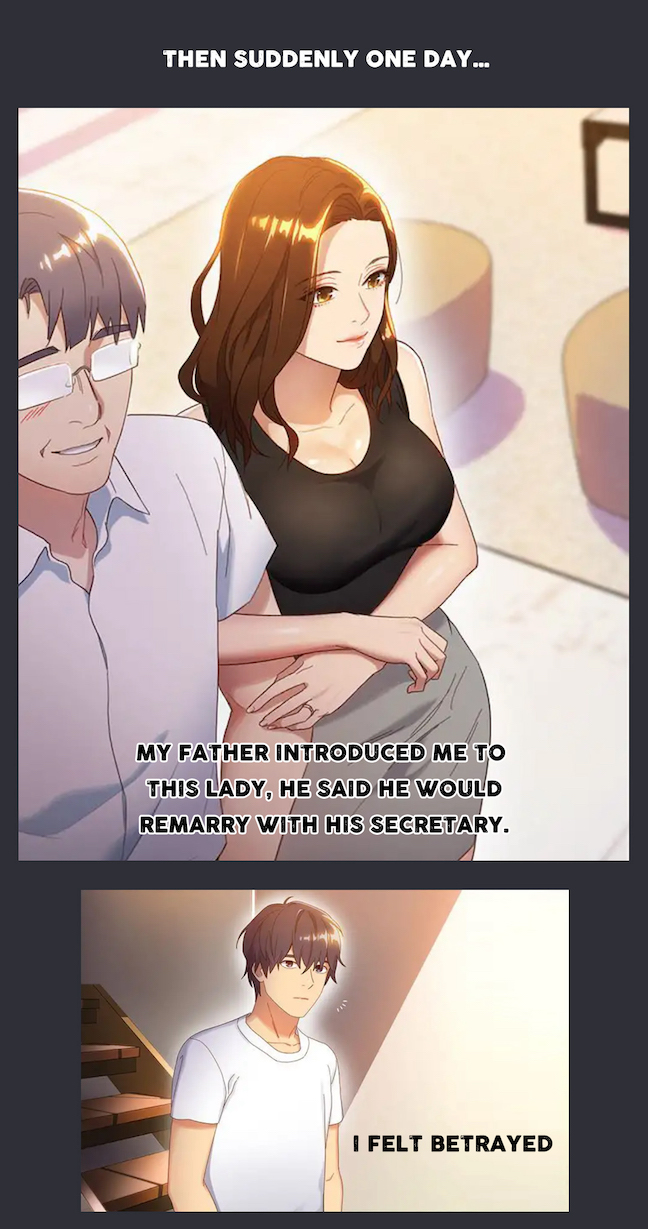 THEN SUDDENLY ONE DAY...
MY FATHER INTRODUCED ME TO
THIS LADY, HE SAID HE WOULD
REMARRY WITH HIS SECRETARY.
I FELT BETRAYED